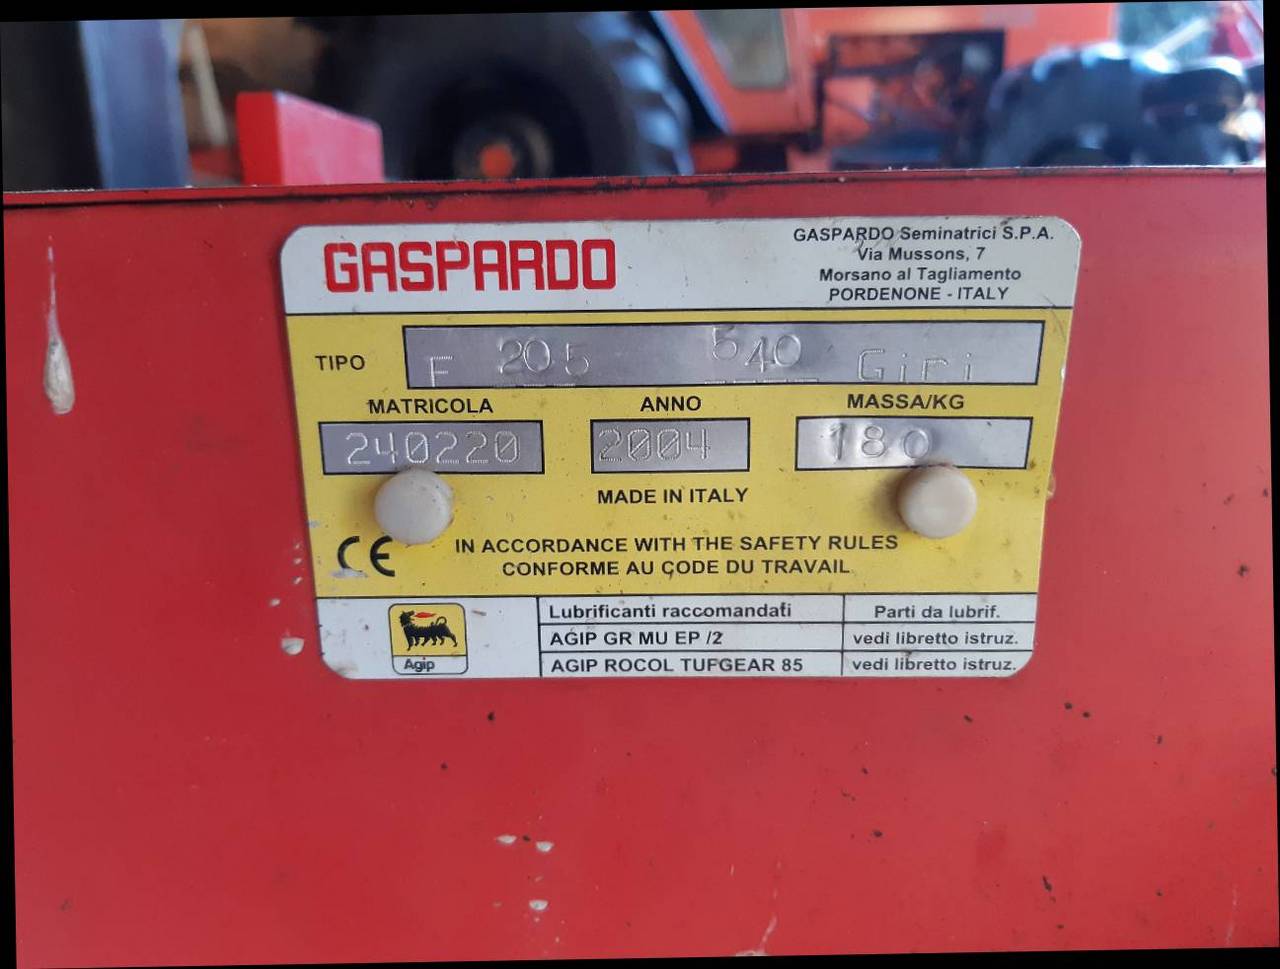 GASPARDO
GASPARDO Seminatrici S.P.A.
Via Mussons, 7
Morsano al Tagliamento
PORDENONE - ITALY
TIPO F 205 540 Giri
MATRICOLA ANNO MASSA/KG
240220 2004 180
MADE IN ITALY
CE IN ACCORDANCE WITH THE SAFETY RULES
CONFORME AU CODE DU TRAVAIL
Lubrificanti raccomandati Parti da lubrif.
AGIP GR MU EP /2 vedi libretto istruz.
Agip AGIP ROCOL TUFGEAR 85 vedi libretto istruz.